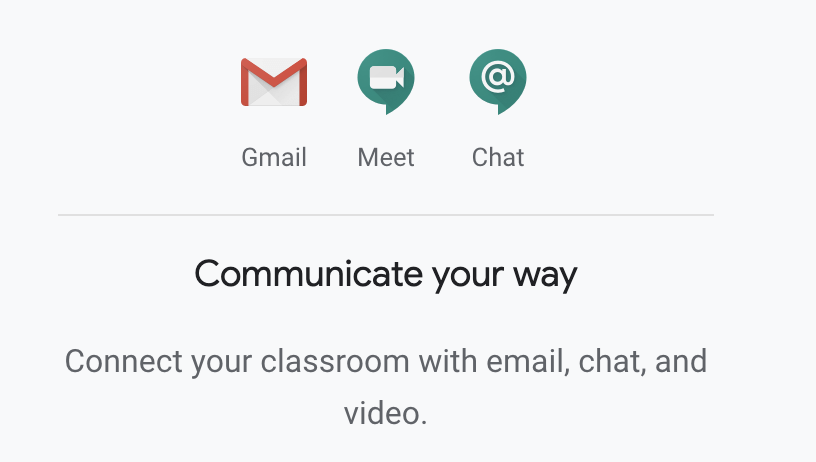 Gmail Meet Chat
Communicate your way
Connect your classroom with email, chat, and
video.